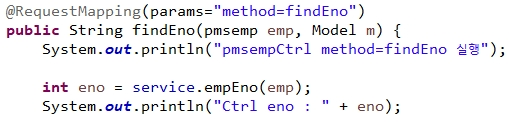 @RequestMapping(params="method=findEno")
public String findEno(pmsemp emp, Model m) {
    System.out.println("pmsempCtrl method=findEno 실행");
    int eno = service.empEno(emp);
    System.out.println("Ctrl eno : " + eno);